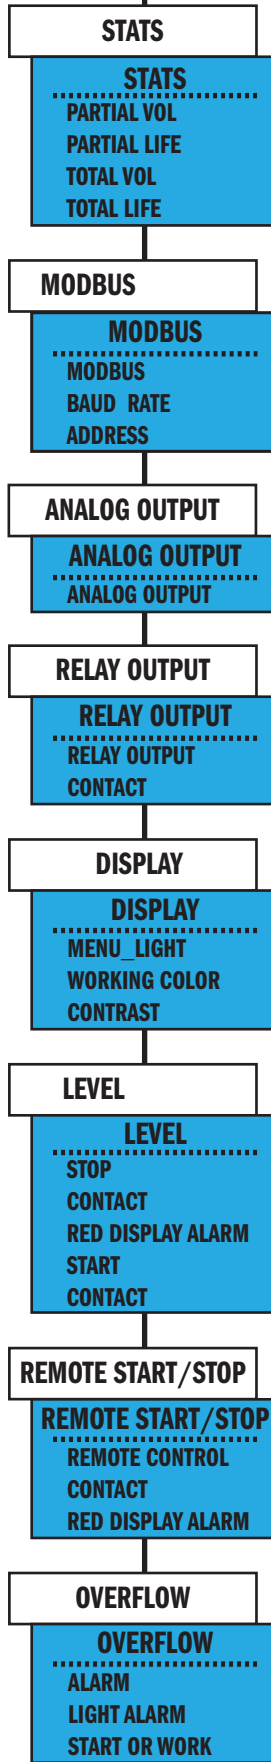 STATS
STATS
PARTIAL VOL
PARTIAL LIFE
TOTAL VOL
TOTAL LIFE
MODBUS
MODBUS
MODBUS
BAUD RATE
ADDRESS
ANALOG OUTPUT
ANALOG OUTPUT
ANALOG OUTPUT
RELAY OUTPUT
RELAY OUTPUT
RELAY OUTPUT
CONTACT
DISPLAY
DISPLAY
MENU_LIGHT
WORKING COLOR
CONTRAST
LEVEL
LEVEL
STOP
CONTACT
RED DISPLAY ALARM
START
CONTACT
REMOTE START/STOP
REMOTE START/STOP
REMOTE CONTROL
CONTACT
RED DISPLAY ALARM
OVERFLOW
OVERFLOW
ALARM
LIGHT ALARM
START OR WORK